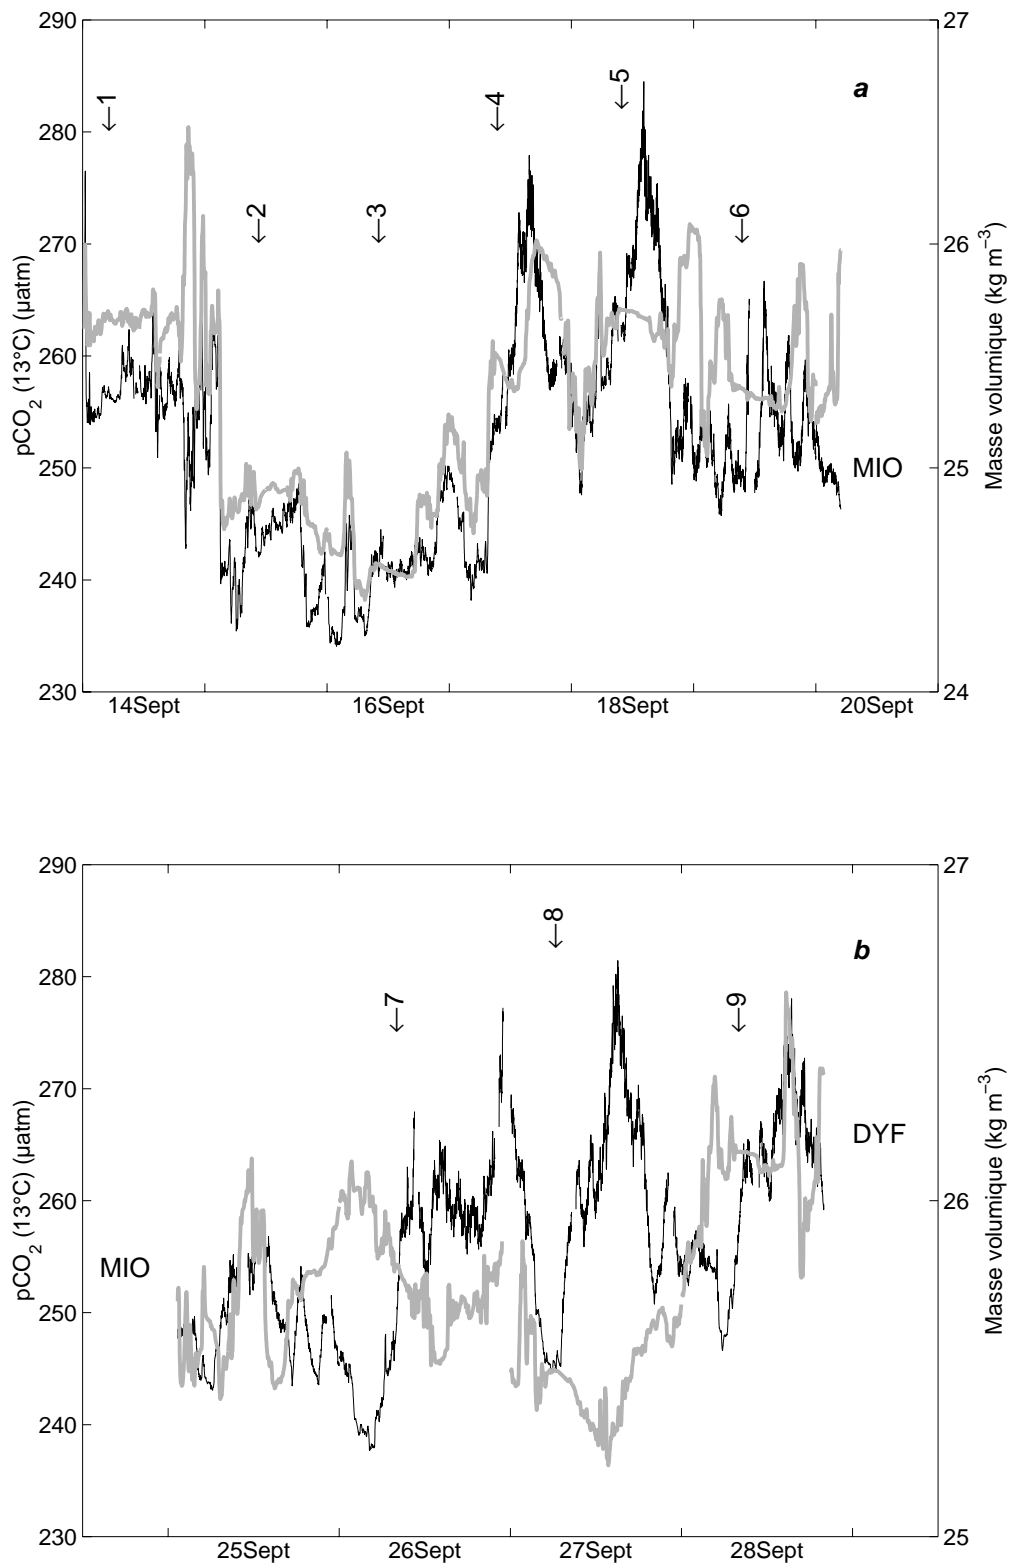 290
27
1
4
5
a
280
2
3
6
270
26
260
pCO2 (13°C) (µatm)
Masse volumique (kg m−3)
250
25
MIO
240
230
24
14Sept
16Sept
18Sept
20Sept
290
27
8
b
280
7
9
270
DYF
260
26
pCO2 (13°C) (µatm)
Masse volumique (kg m−3)
MIO
250
240
230
25
25Sept
26Sept
27Sept
28Sept